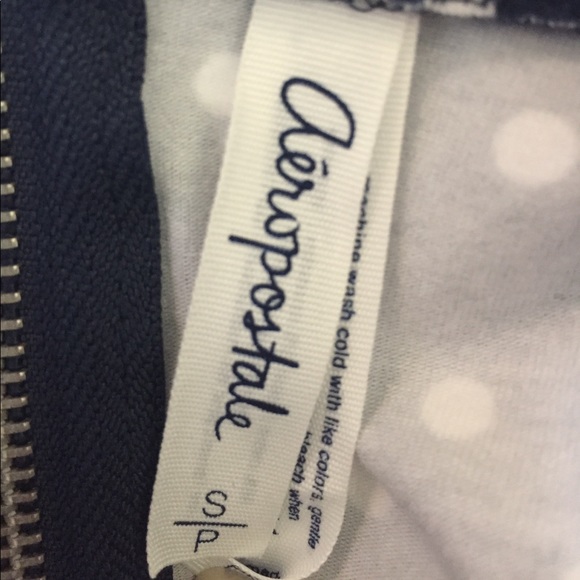 aéropostale
S/P
Machine wash cold with like colors, gentle
bleach when